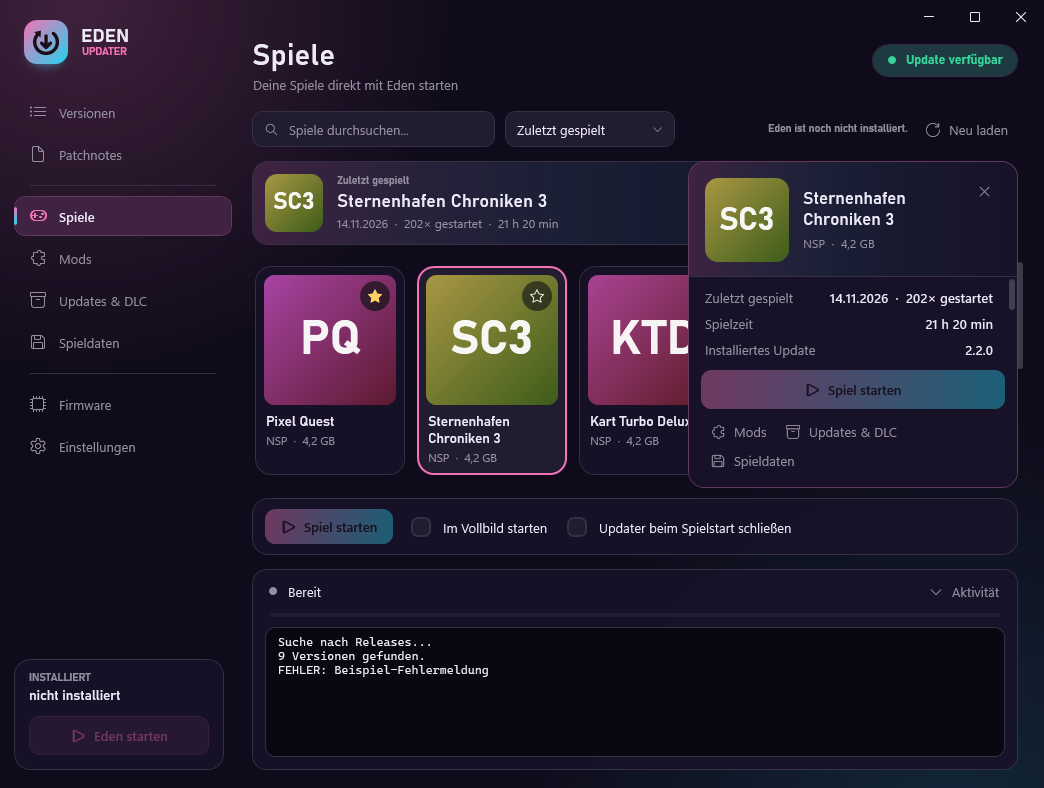 EDEN
UPDATER
Versionen
Patchnotes
Spiele
Mods
Updates & DLC
Spieldaten
Firmware
Einstellungen
INSTALLIERT
nicht installiert
Eden starten
Spiele
Deine Spiele direkt mit Eden starten
Update verfügbar
Spiele durchsuchen...
Zuletzt gespielt
Eden ist noch nicht installiert.
Neu laden
SC3
Zuletzt gespielt
Sternenhafen Chroniken 3
14.11.2026 · 202× gestartet · 21 h 20 min
PQ
Pixel Quest
NSP · 4,2 GB
SC3
Sternenhafen
Chroniken 3
NSP · 4,2 GB
KTD
Kart Turbo Delux
NSP · 4,2 GB
SC3
Sternenhafen
Chroniken 3
NSP · 4,2 GB
Zuletzt gespielt 14.11.2026 · 202× gestartet
Spielzeit 21 h 20 min
Installiertes Update 2.2.0
Spiel starten
Mods
Updates & DLC
Spieldaten
Spiel starten
Im Vollbild starten
Updater beim Spielstart schließen
Bereit
Aktivität
Suche nach Releases...
9 Versionen gefunden.
FEHLER: Beispiel-Fehlermeldung